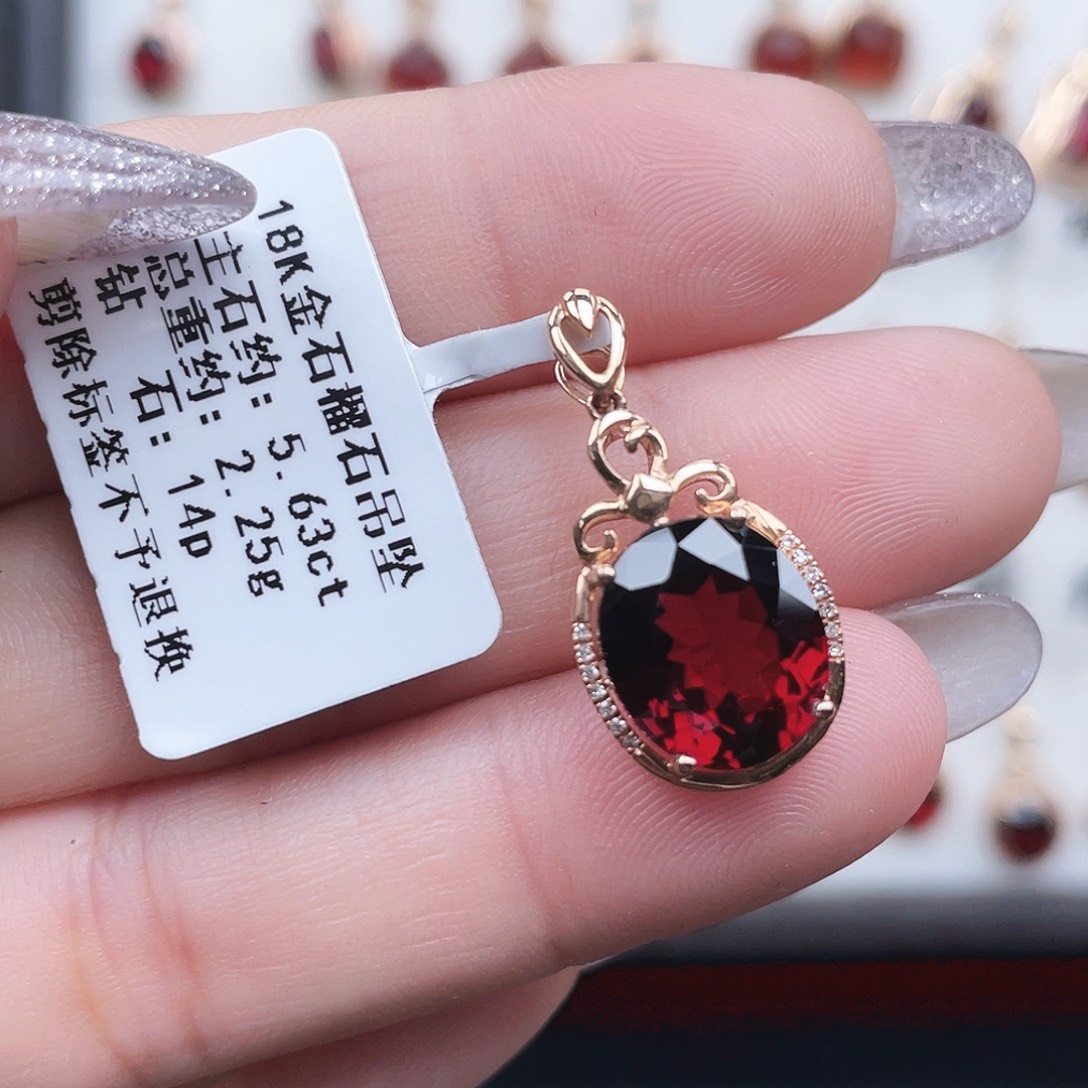 18K金石榴石吊坠
主石约: 5.63ct
总重约: 2.25g
钻  石: 14p
剪除标签不予退换